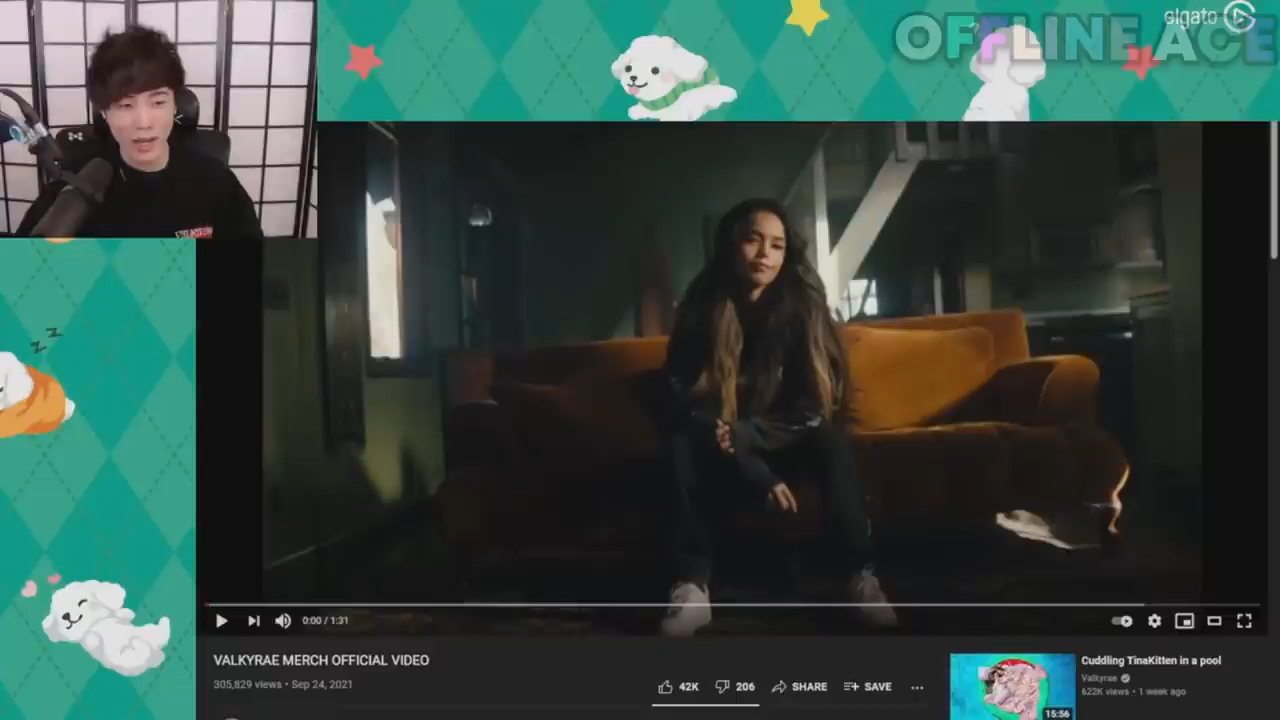 elgato
OFFLINE ACE
z z
0:00 / 1:31
VALKYRAE MERCH OFFICIAL VIDEO
305,829 views • Sep 24, 2021
42K
206
SHARE
SAVE
Cuddling TinaKitten in a pool
Valkyrae
622K views • 1 week ago
15:56